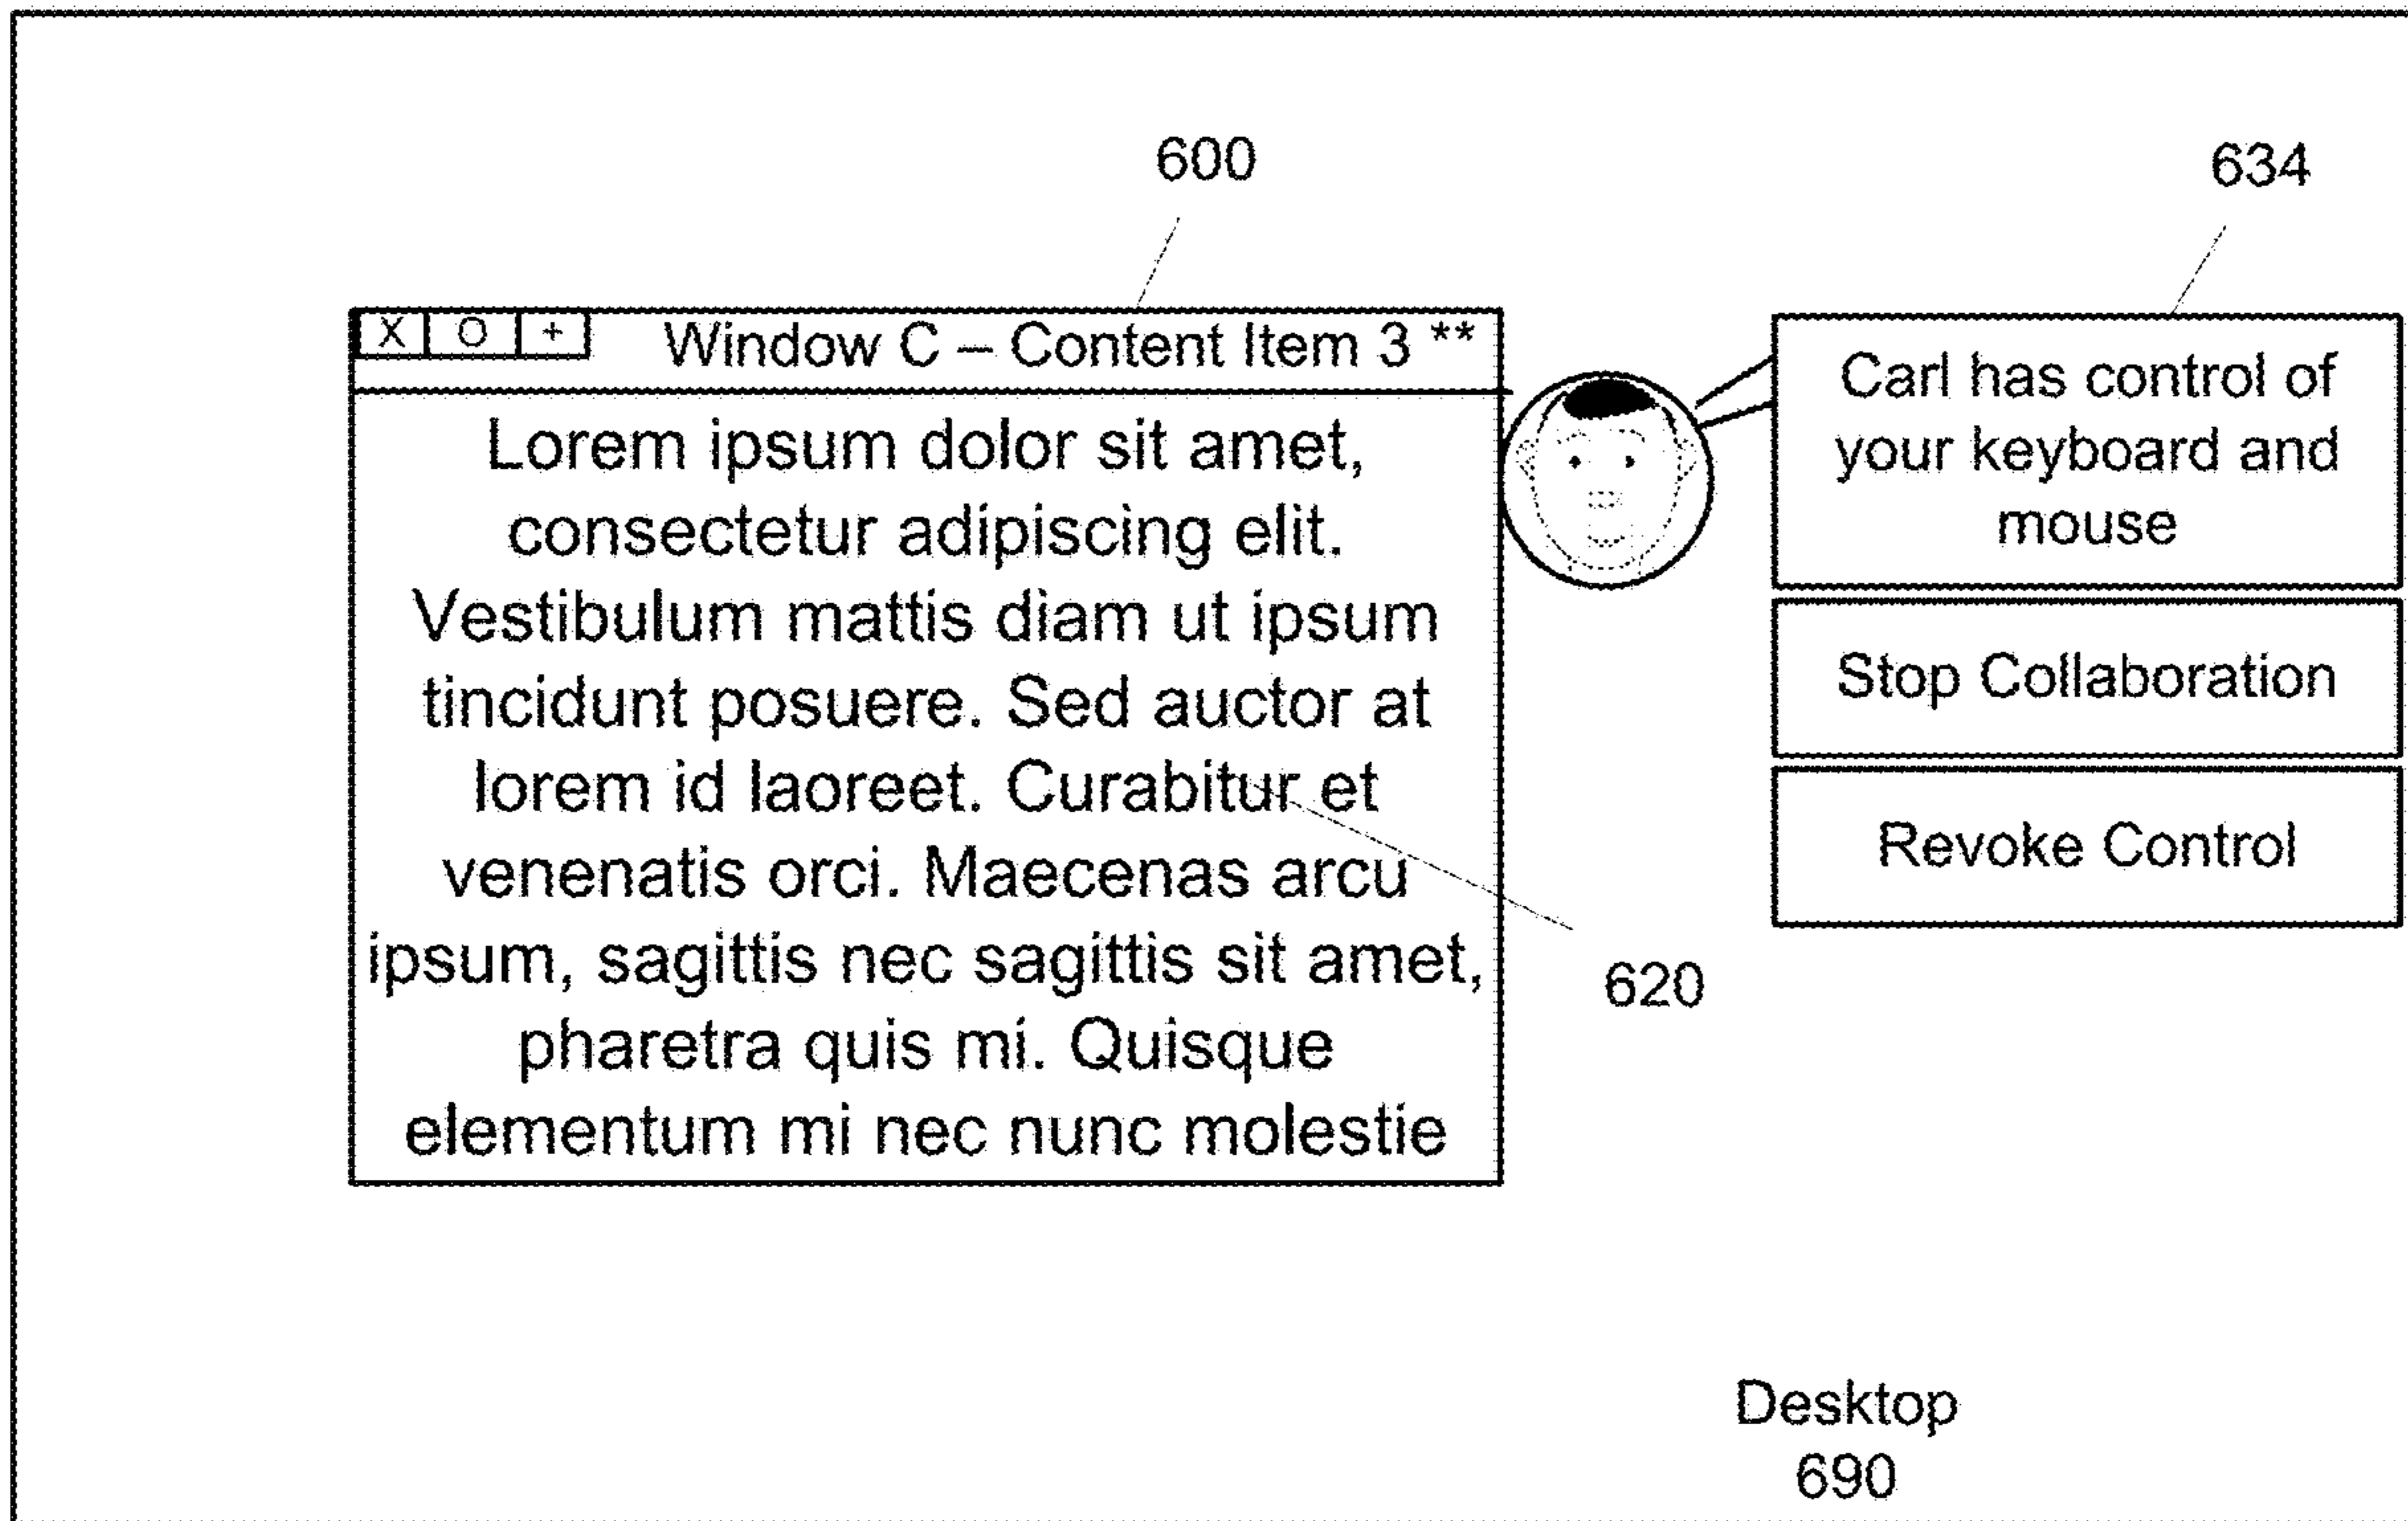 600
634
X O +
Window C – Content Item 3 **
Lorem ipsum dolor sit amet,
consectetur adipiscing elit.
Vestibulum mattis diam ut ipsum
tincidunt posuere. Sed auctor at
lorem id laoreet. Curabitur et
venenatis orci. Maecenas arcu
ipsum, sagittis nec sagittis sit amet,
pharetra quis mi. Quisque
elementum mi nec nunc molestie
Carl has control of
your keyboard and
mouse
Stop Collaboration
Revoke Control
620
Desktop
690